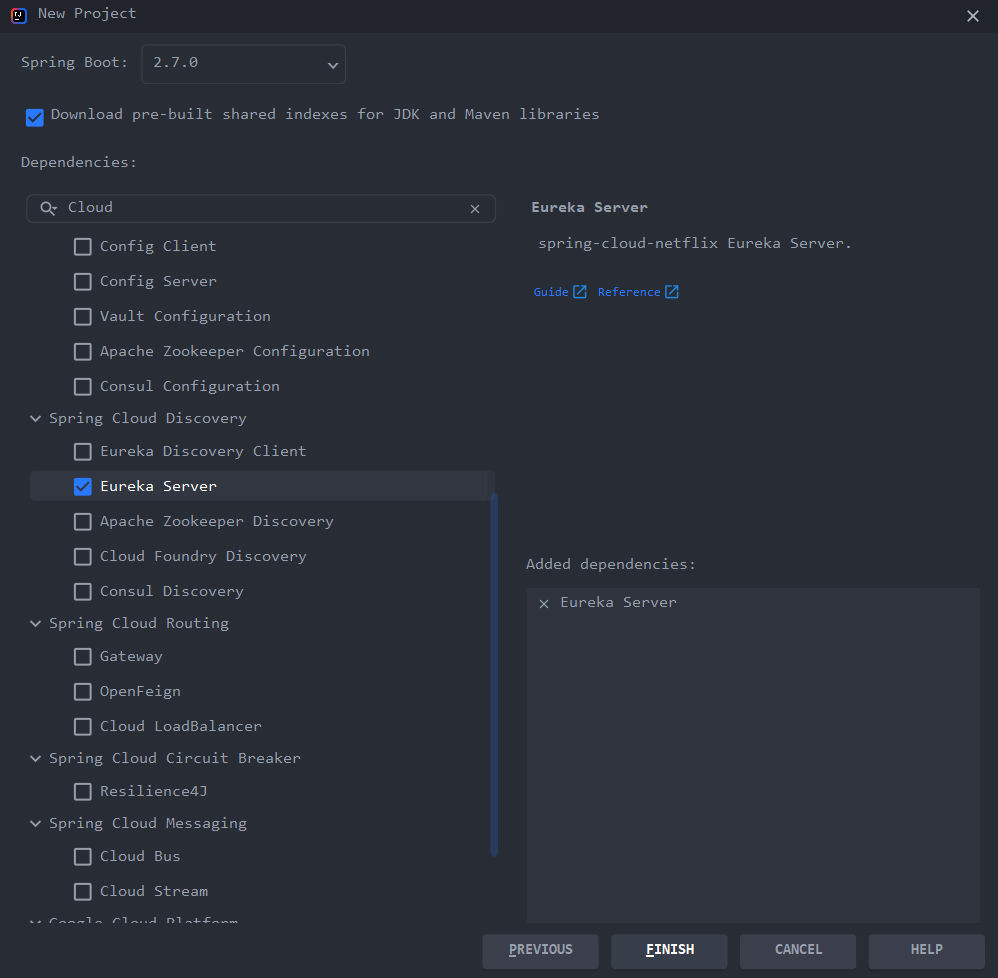 New Project
Spring Boot: 2.7.0
Download pre-built shared indexes for JDK and Maven libraries
Dependencies:
Cloud
Config Client
Config Server
Vault Configuration
Apache Zookeeper Configuration
Consul Configuration
Spring Cloud Discovery
Eureka Discovery Client
Eureka Server
Apache Zookeeper Discovery
Cloud Foundry Discovery
Consul Discovery
Spring Cloud Routing
Gateway
OpenFeign
Cloud LoadBalancer
Spring Cloud Circuit Breaker
Resilience4J
Spring Cloud Messaging
Cloud Bus
Cloud Stream
Google Cloud Platform
Eureka Server
spring-cloud-netflix Eureka Server.
Guide Reference
Added dependencies:
Eureka Server
PREVIOUS FINISH CANCEL HELP